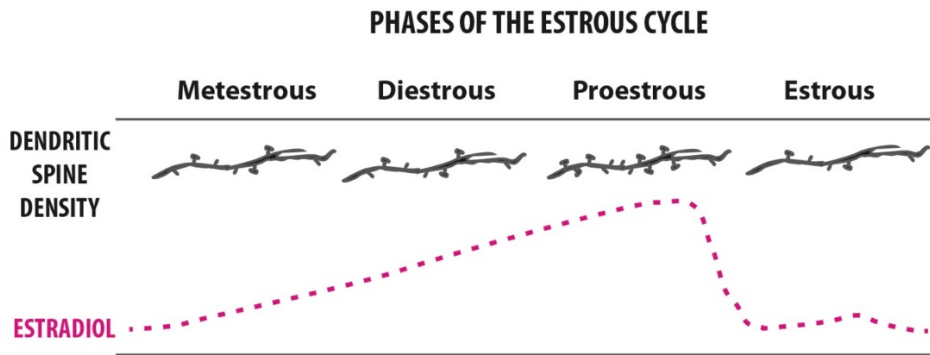 PHASES OF THE ESTROUS CYCLE
Metestrous Diestrous Proestrous Estrous
DENDRITIC
SPINE
DENSITY
ESTRADIOL